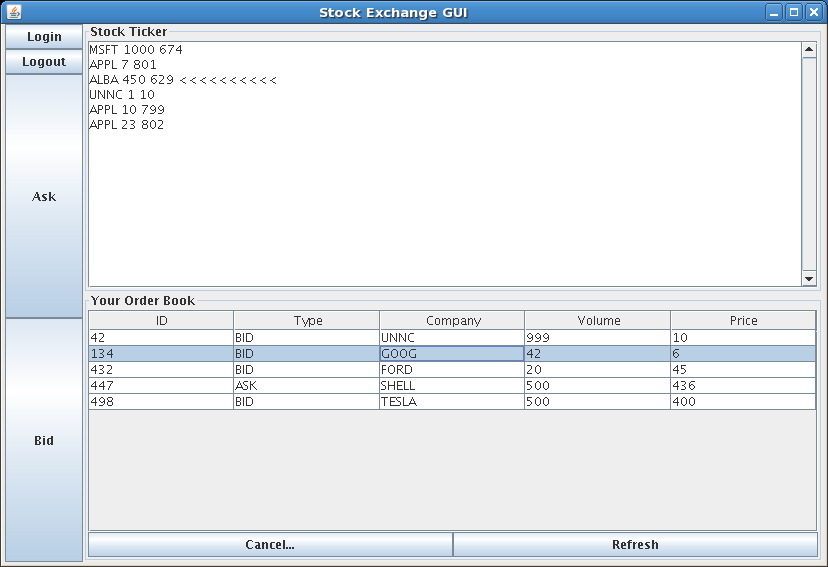 Stock Exchange GUI
Login
Logout
Ask
Bid
Stock Ticker
MSFT 1000 674
APPL 7 801
ALBA 450 629 <<<<<<<<<<
UNNC 1 10
APPL 10 799
APPL 23 802
Your Order Book
ID Type Company Volume Price
42 BID UNNC 999 10
134 BID GOOG 42 6
432 BID FORD 20 45
447 ASK SHELL 500 436
498 BID TESLA 500 400
Cancel... Refresh